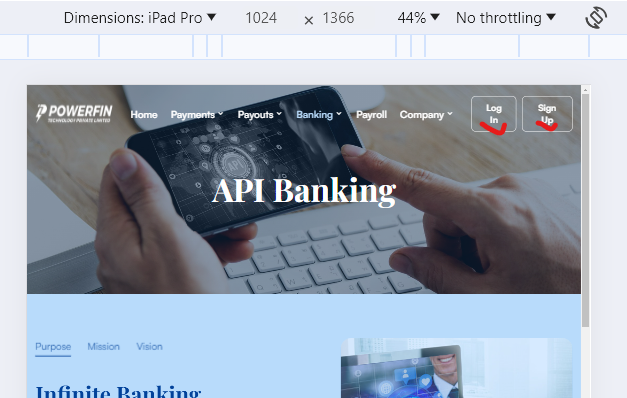 Dimensions: iPad Pro ▼ 1024 × 1366 44% ▼ No throttling ▼
POWERFIN
TECHNOLOGY PRIVATE LIMITED
Home Payments Payouts Banking Payroll Company
Log In
Sign Up
API Banking
Purpose Mission Vision
Infinite Banking